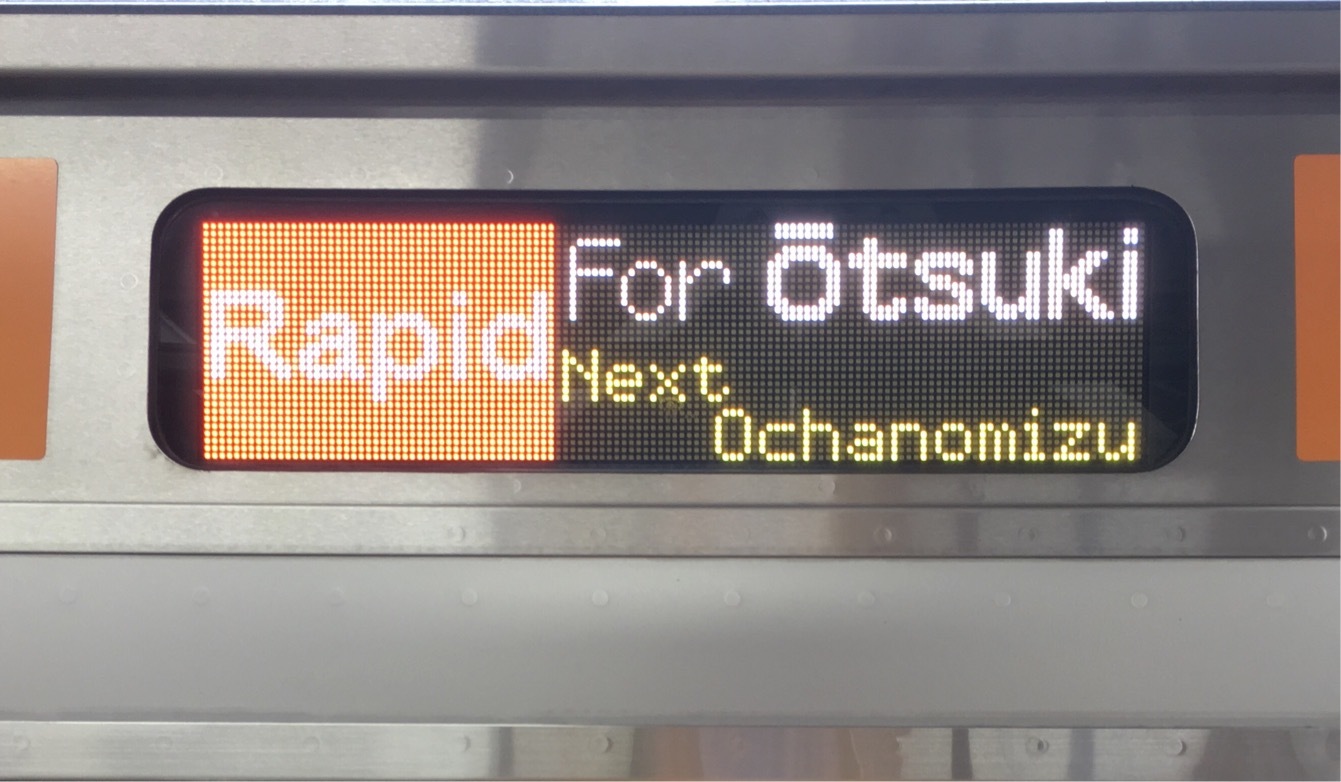 Rapid
For Ōtsuki
Next
Ochanomizu